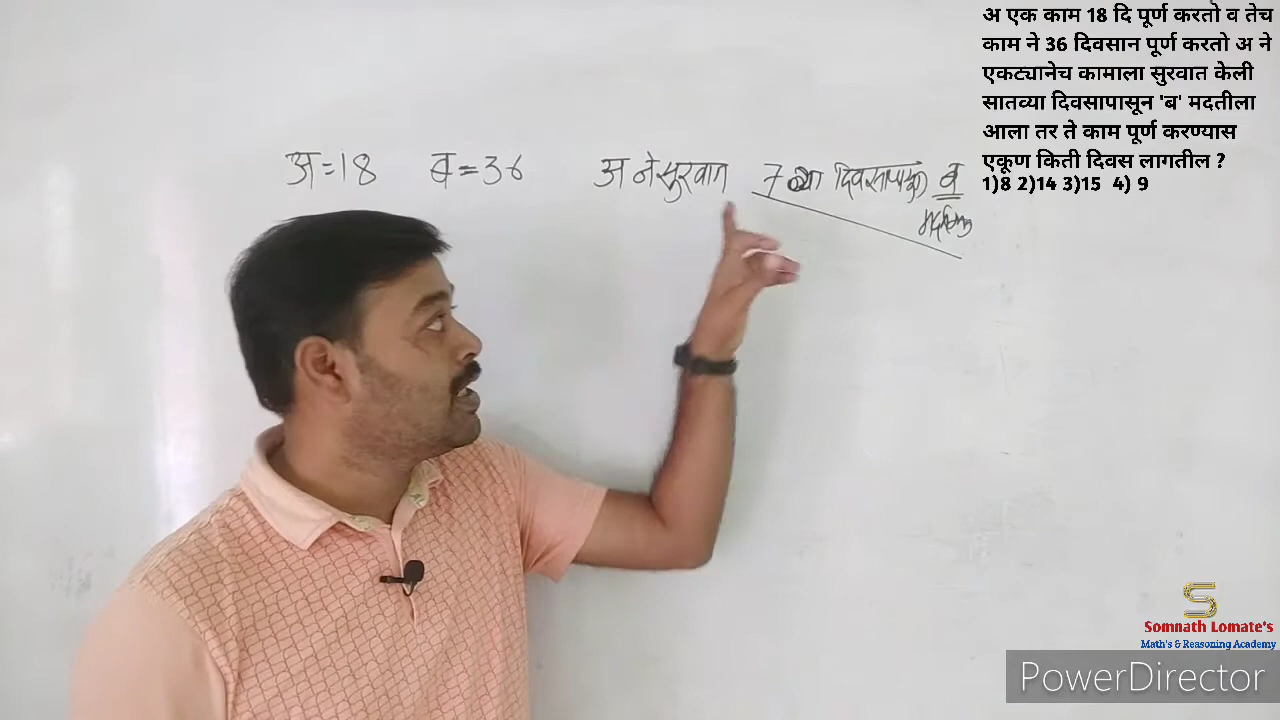 अ एक काम 18 दि पूर्ण करतो व तेच
काम ने 36 दिवसान पूर्ण करतो अ ने
एकट्यानेच कामाला सुरवात केली
सातव्या दिवसापासून 'ब' मदतीला
आला तर ते काम पूर्ण करण्यास
एकूण किती दिवस लागतील ?
1)8 2)14 3)15 4) 9
अ=18 ब=36 अ ने सुरवात 7 व्या दिवसापासून ब
S
Somnath Lomate's
Math's & Reasoning Academy
PowerDirector